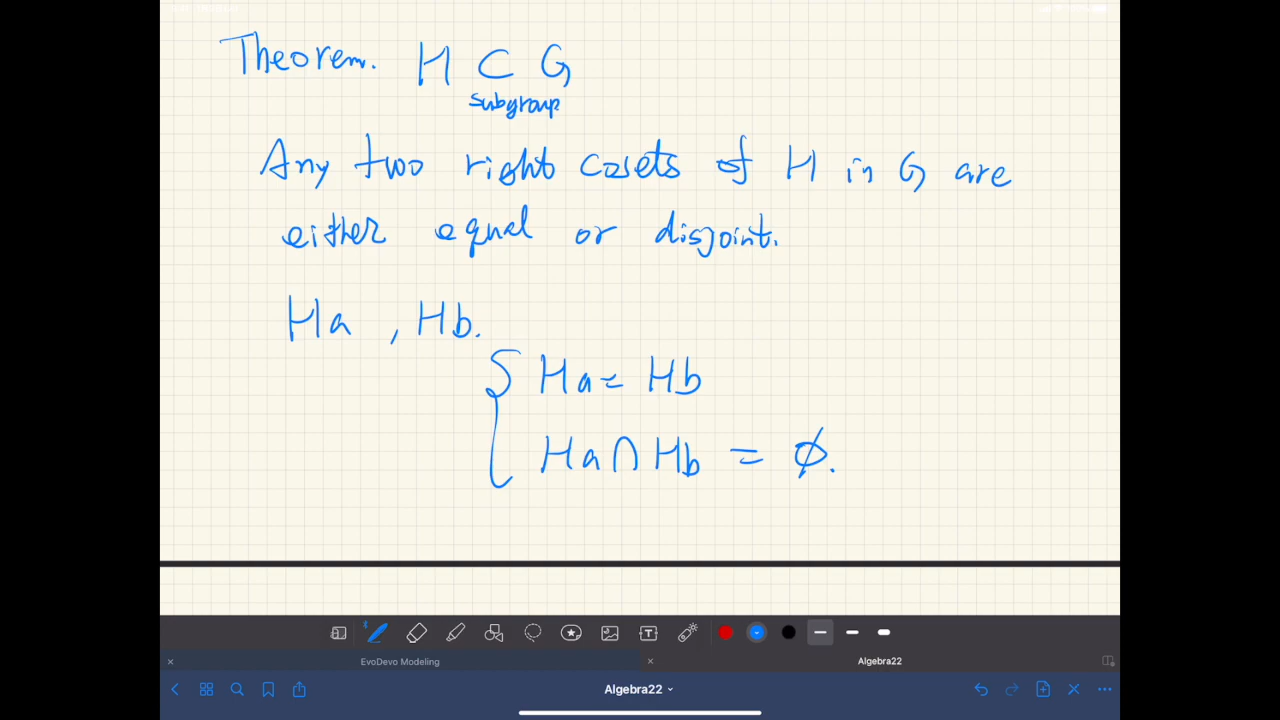 Theorem. H ⊂ G
subgroup
Any two right cosets of H in G are
either equal or disjoint.
Ha , Hb.
Ha = Hb
Ha ∩ Hb = ∅.
EvoDevo Modeling
Algebra22
Algebra22